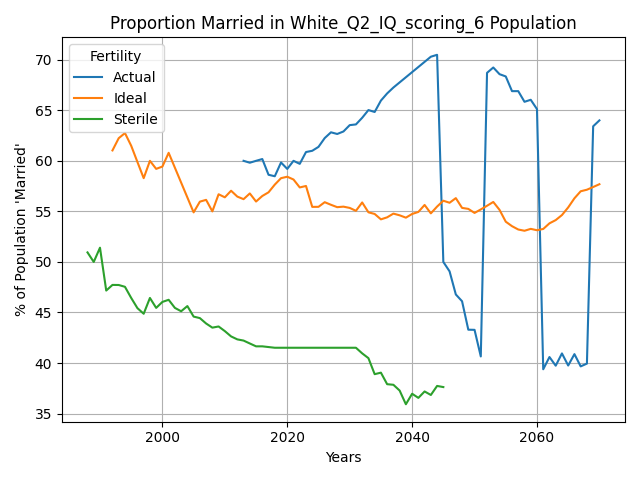 Proportion Married in White_Q2_IQ_scoring_6 Population
Fertility
Actual
Ideal
Sterile
% of Population 'Married'
70
65
60
55
50
45
40
35
2000
2020
2040
2060
Years